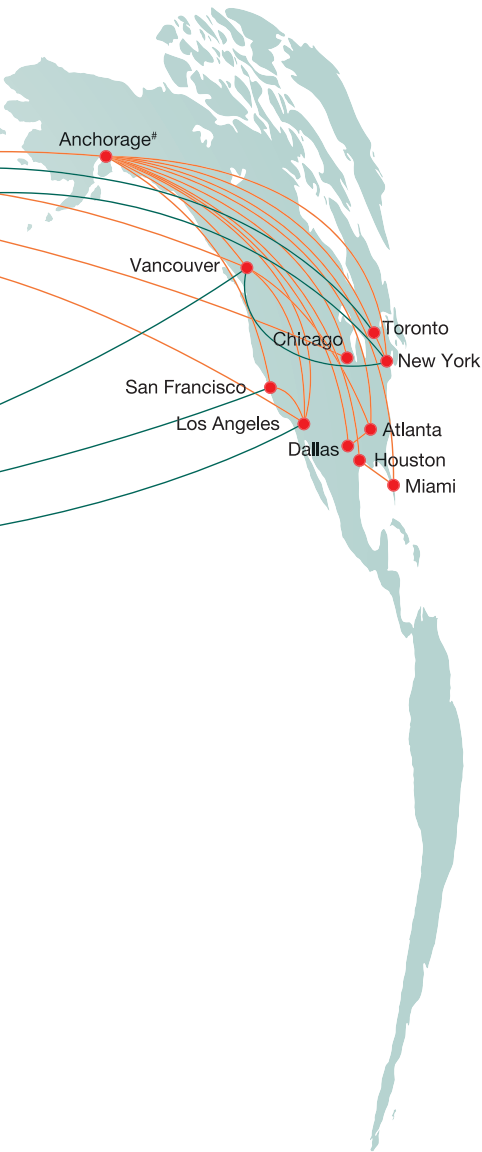 Anchorage#
Vancouver
Toronto
Chicago
New York
San Francisco
Los Angeles
Atlanta
Dallas
Houston
Miami